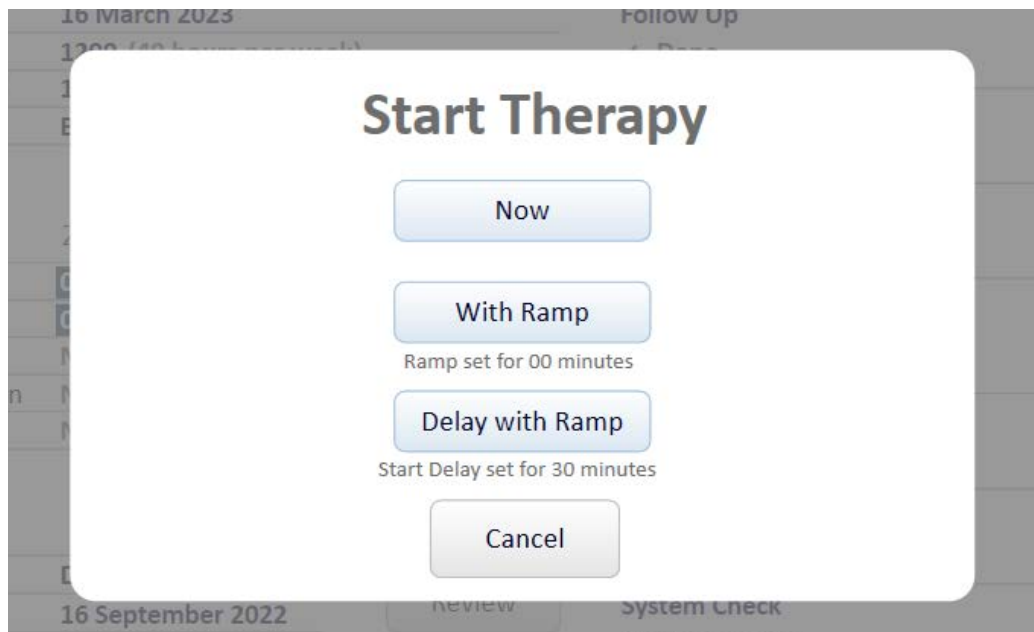 16 March 2023
Follow Up
Start Therapy
Now
With Ramp
Ramp set for 00 minutes
Delay with Ramp
Start Delay set for 30 minutes
Cancel
16 September 2022
Review
System Check